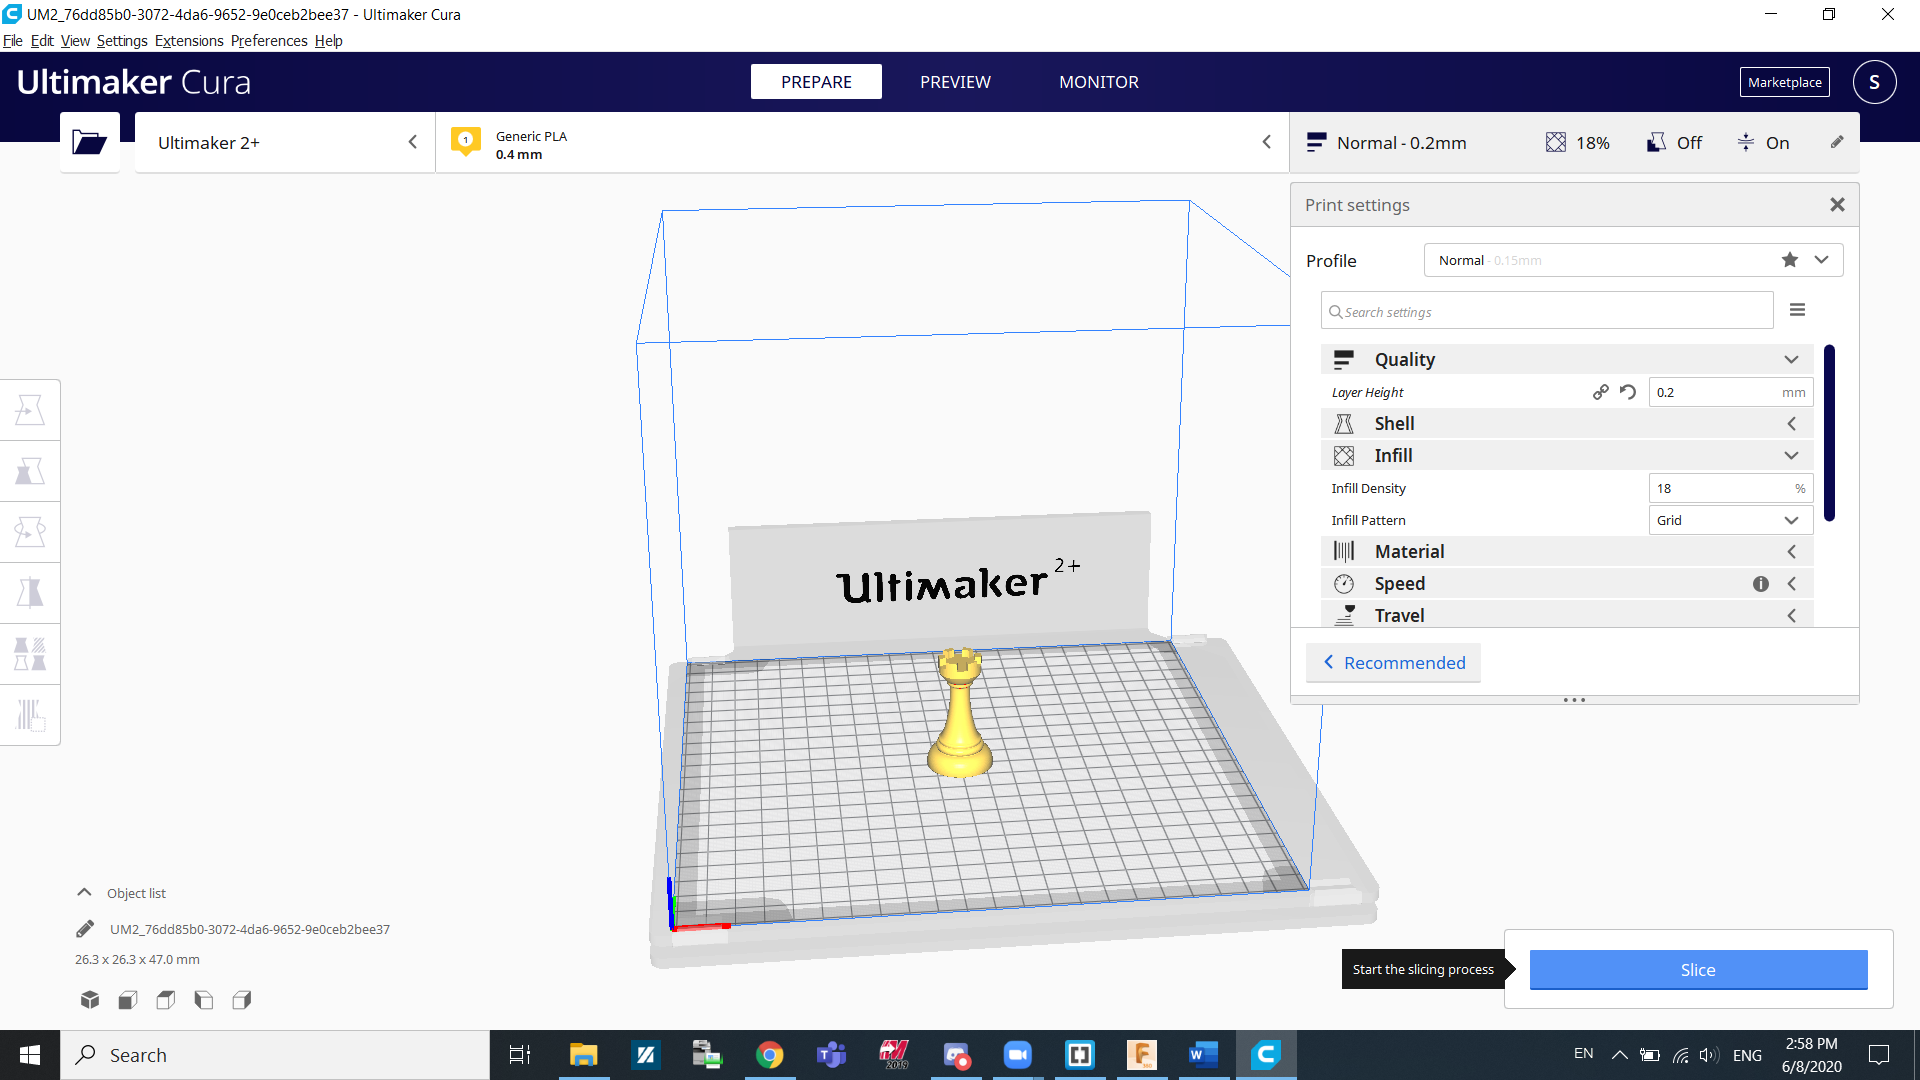 UM2_76dd85b0-3072-4da6-9652-9e0ceb2bee37 - Ultimaker Cura
File Edit View Settings Extensions Preferences Help
Ultimaker Cura
PREPARE PREVIEW MONITOR
Marketplace S
Ultimaker 2+
1
Generic PLA
0.4 mm
Normal - 0.2mm 18% Off On
Print settings
Profile Normal - 0.15mm
Search settings
Quality
Layer Height 0.2 mm
Shell
Infill
Infill Density 18 %
Infill Pattern Grid
Material
Speed
Travel
Recommended
Ultimaker 2+
Object list
UM2_76dd85b0-3072-4da6-9652-9e0ceb2bee37
26.3 x 26.3 x 47.0 mm
Start the slicing process
Slice
Search
2019
EN ENG
2:58 PM
6/8/2020